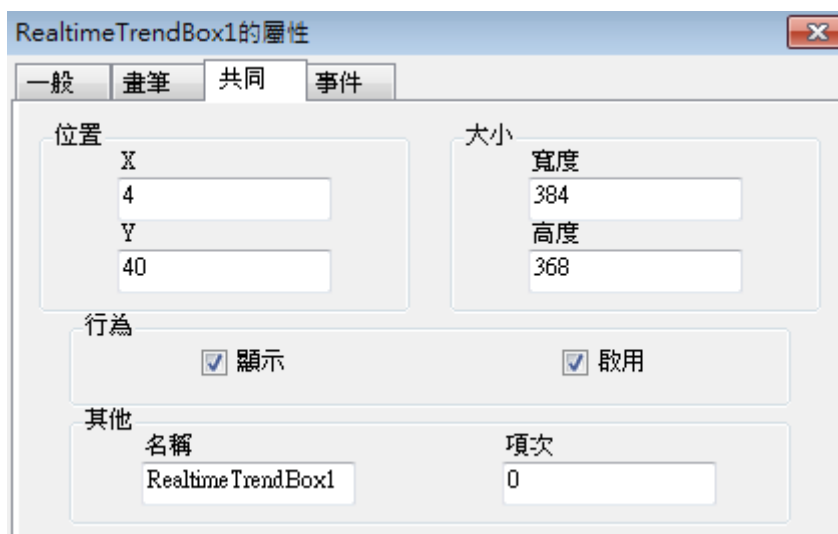 RealtimeTrendBox1的屬性
一般 畫筆 共同 事件
位置
X
4
Y
40
大小
寬度
384
高度
368
行為
顯示 啟用
其他
名稱
RealtimeTrendBox1
項次
0